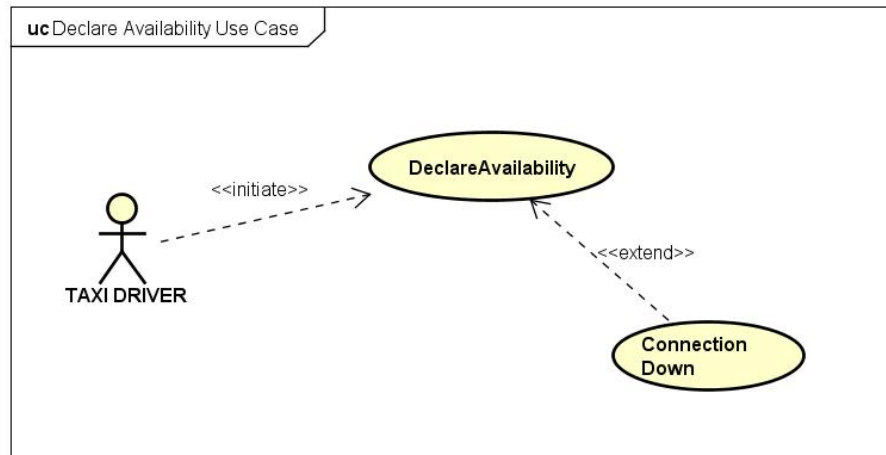 uc Declare Availability Use Case
DeclareAvailability
<<initiate>>
<<extend>>
TAXI DRIVER
Connection
Down